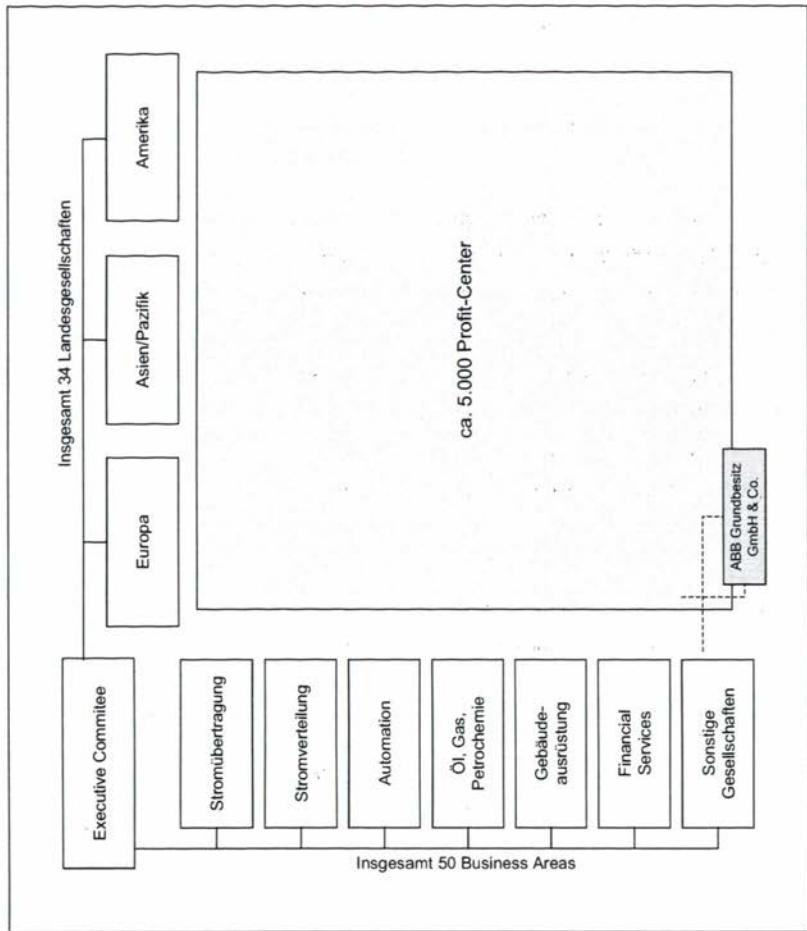 Executive Commitee
Insgesamt 34 Landesgesellschaften
Europa
Asien/Pazifik
Amerika
Stromübertragung
Stromverteilung
Automation
Öl, Gas,
Petrochemie
Gebäude-
ausrüstung
Financial
Services
Sonstige
Gesellschaften
Insgesamt 50 Business Areas
ca. 5.000 Profit-Center
ABB Grundbesitz
GmbH & Co.